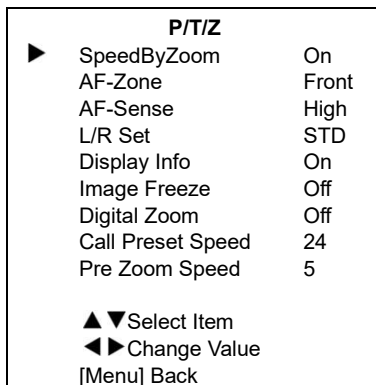 P/T/Z
▶ SpeedByZoom On
AF-Zone Front
AF-Sense High
L/R Set STD
Display Info On
Image Freeze Off
Digital Zoom Off
Call Preset Speed 24
Pre Zoom Speed 5
▲▼Select Item
◀▶Change Value
[Menu] Back